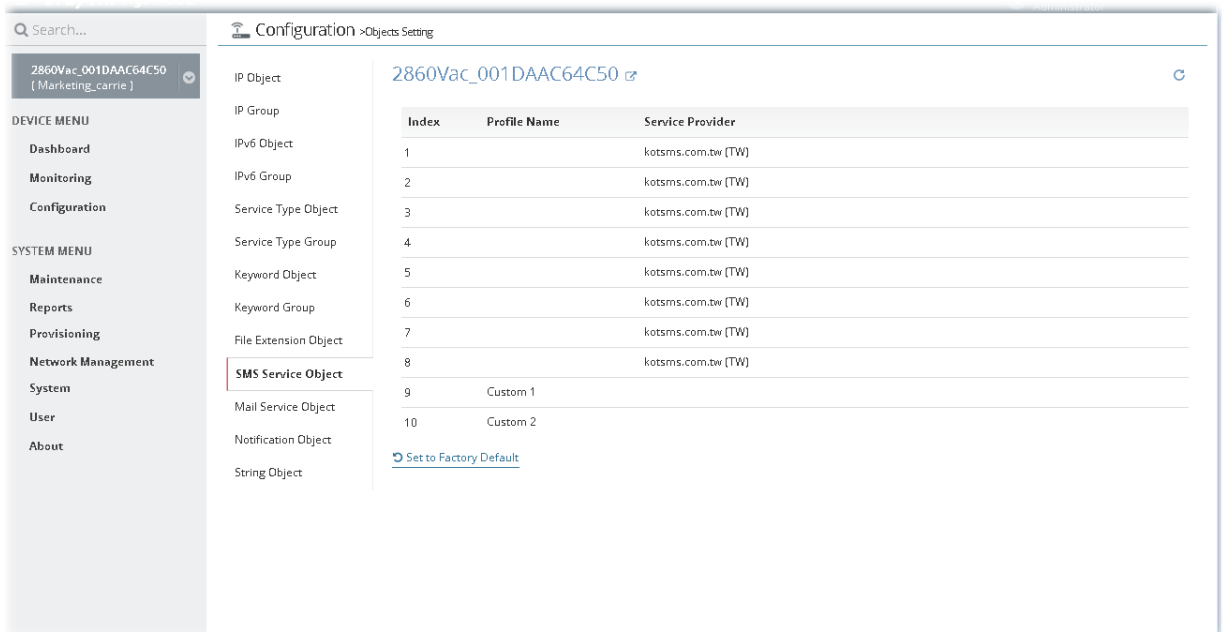 Administrator
Search...
Configuration >Objects Setting
2860Vac_001DAAC64C50
( Marketing_carrie )
DEVICE MENU
Dashboard
Monitoring
Configuration
SYSTEM MENU
Maintenance
Reports
Provisioning
Network Management
System
User
About
IP Object
IP Group
IPv6 Object
IPv6 Group
Service Type Object
Service Type Group
Keyword Object
Keyword Group
File Extension Object
SMS Service Object
Mail Service Object
Notification Object
String Object
2860Vac_001DAAC64C50
Index Profile Name Service Provider
1 kotsms.com.tw (TW)
2 kotsms.com.tw (TW)
3 kotsms.com.tw (TW)
4 kotsms.com.tw (TW)
5 kotsms.com.tw (TW)
6 kotsms.com.tw (TW)
7 kotsms.com.tw (TW)
8 kotsms.com.tw (TW)
9 Custom 1
10 Custom 2
Set to Factory Default